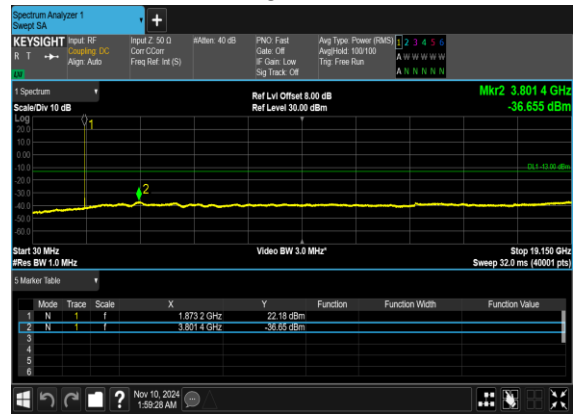 Spectrum Analyzer 1
Swept SA
KEYSIGHT
R T
LW
Input: RF
Coupling: DC
Align: Auto
Input Z: 50 Ω
Corr CCorr
Freq Ref: Int (S)
#Atten: 40 dB
PNO: Fast
Gate: Off
IF Gain: Low
Sig Track: Off
Avg Type: Power (RMS)
Avg|Hold: 100/100
Trig: Free Run
1 2 3 4 5 6
A W W W W W
A N N N N N
1 Spectrum
Scale/Div 10 dB
Ref Lvl Offset 8.00 dB
Ref Level 30.00 dBm
Mkr2 3.801 4 GHz
-36.655 dBm
Log
20.0
10.0
0.00
-10.0
-20.0
-30.0
-40.0
-50.0
-60.0
1
2
DL1 -13.00 dBm
Start 30 MHz
#Res BW 1.0 MHz
Video BW 3.0 MHz*
Stop 19.150 GHz
Sweep 32.0 ms (40001 pts)
5 Marker Table
Mode Trace Scale X Y Function Function Width Function Value
1 N 1 f 1.873 2 GHz 22.18 dBm
2 N 1 f 3.801 4 GHz -36.65 dBm
3
4
5
6
?
Nov 10, 2024
1:59:28 AM